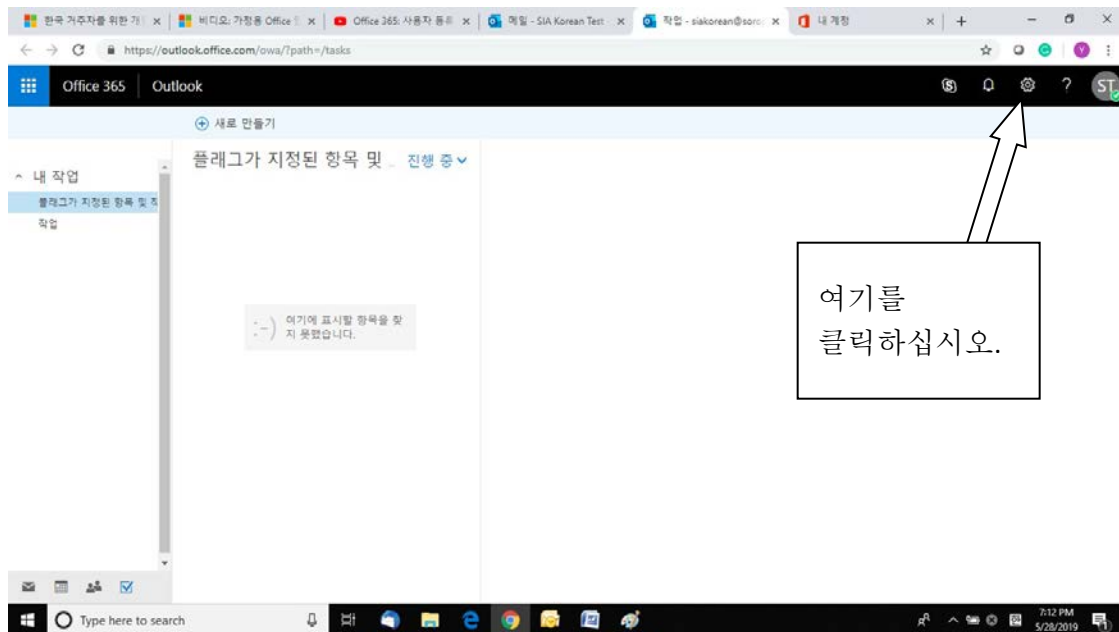 한국 거주자를 위한 가
비디오: 가정용 Office
Office 365: 사용자 등록
메일 - SIA Korean Test
작업 - siakorean@soro
내 계정
https://outlook.office.com/owa/?path=/tasks
Office 365 Outlook
ST
새로 만들기
내 작업
플래그가 지정된 항목 및 작
작업
플래그가 지정된 항목 및
진행 중
:-)
여기에 표시할 항목을 찾
지 못했습니다.
여기를
클릭하십시오.
Type here to search
7:12 PM
5/28/2019